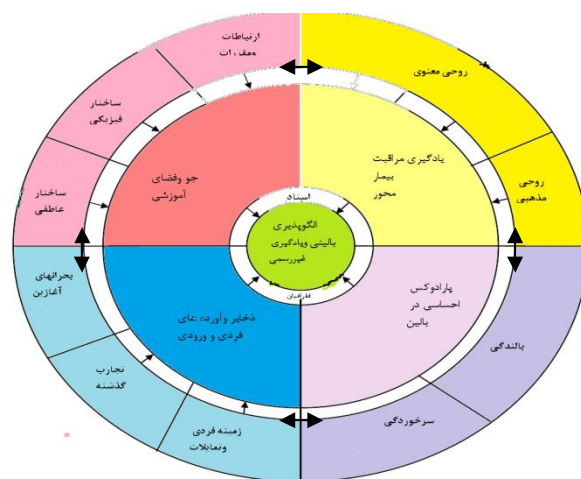 ارتباطات
ومقررات
روحی معنوی
ساختار
فیزیکی
یادگیری مراقبت
بیمار
محور
جو وفضای
آموزشی
روحی
مذهبی
ساختار
عاطفی
اسناد
الگوپذیری
بالینی ویادگیری
غیررسمی
بحرانهای
آغازین
پارادوکس
احساسی در
بالین
ذخایر وآورده های
فردی و ورودی
بالندگی
تجارب
گذشته
سرخوردگی
زمینه فردی
وتمایلات